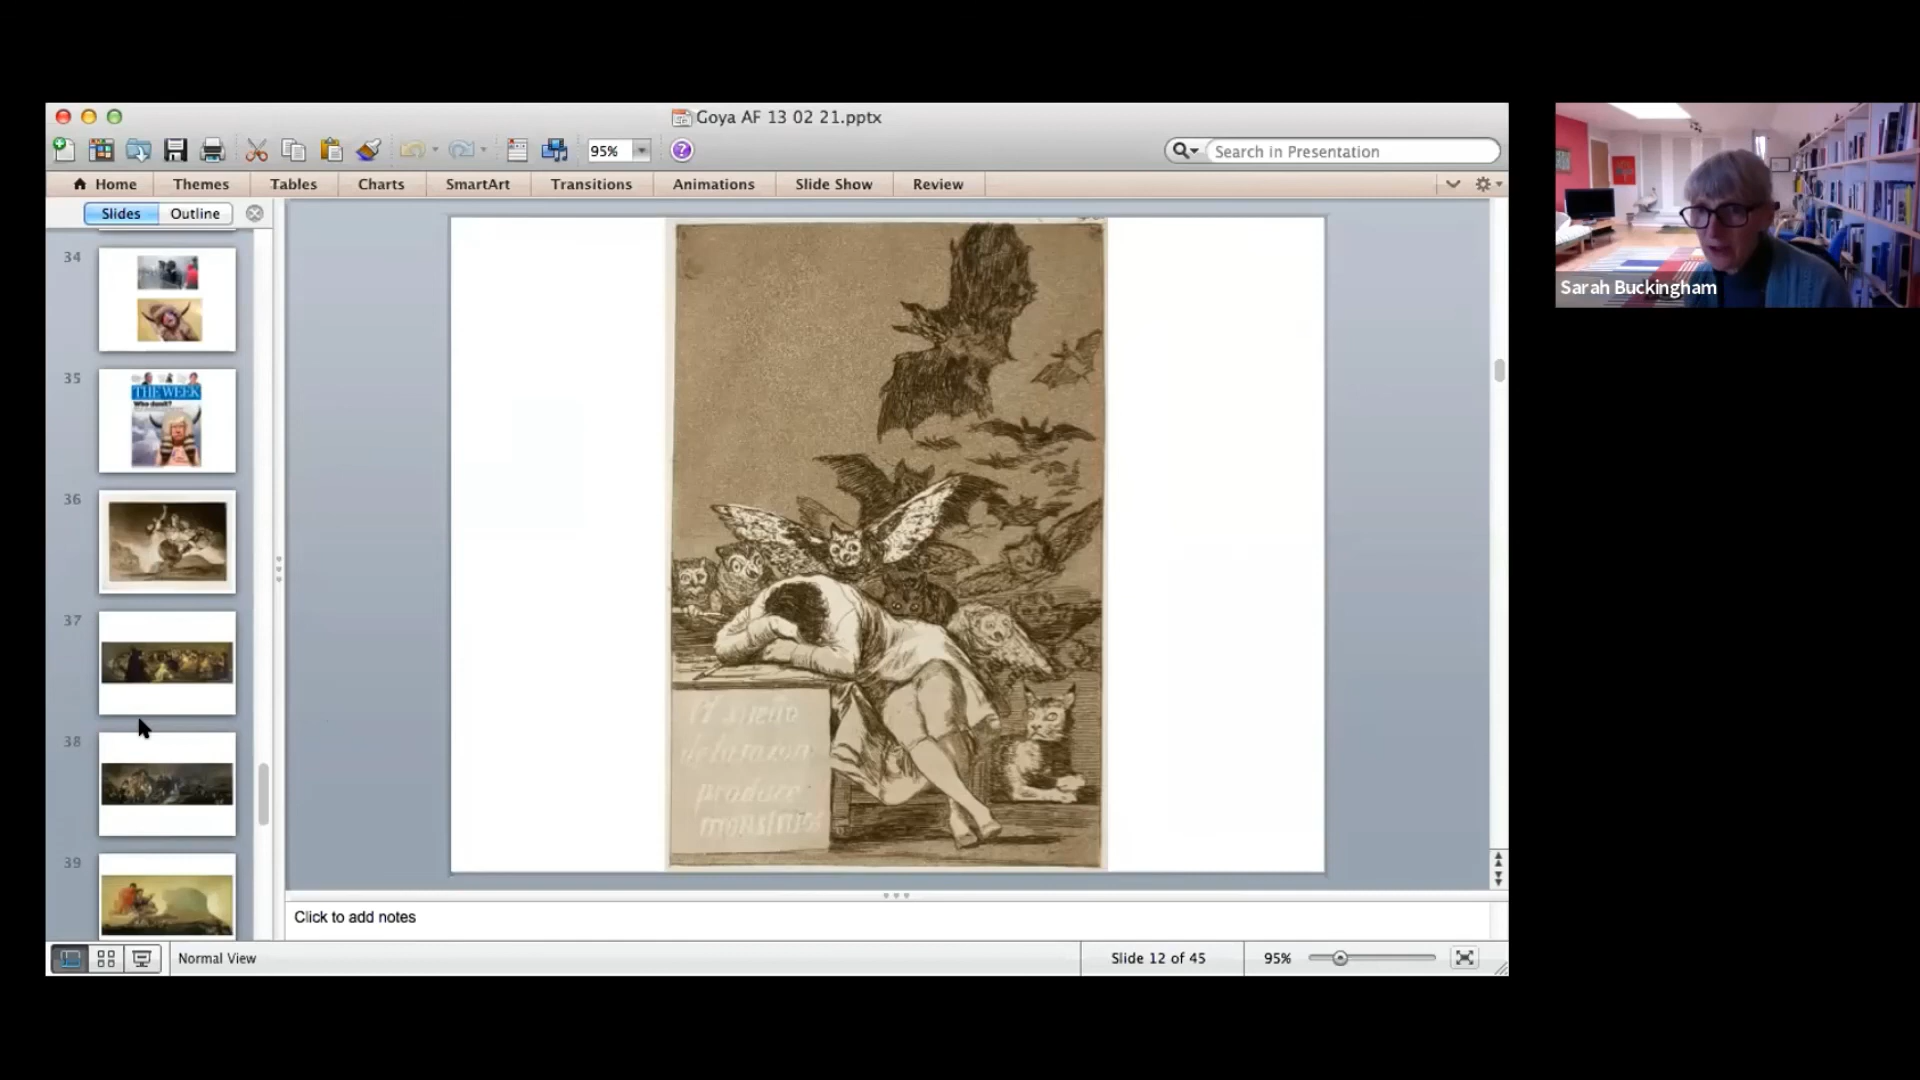 Goya AF 13 02 21.pptx
95%
Search in Presentation
Home Themes Tables Charts SmartArt Transitions Animations Slide Show Review
Slides Outline
34
35
THE WEEK
36
37
38
39
El sueño
de la razon
produce
monstruos
Click to add notes
Normal View Slide 12 of 45 95%
Sarah Buckingham